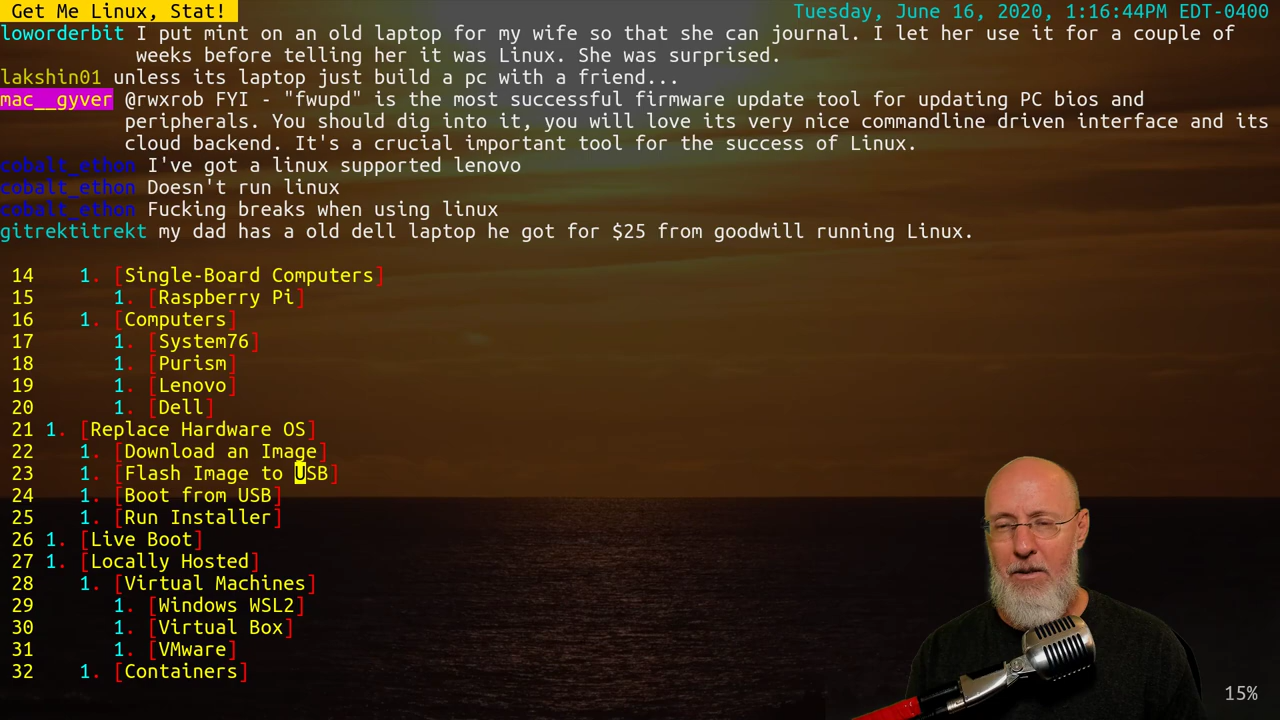 Get Me Linux, Stat!
Tuesday, June 16, 2020, 1:16:44PM EDT-0400
loworderbit I put mint on an old laptop for my wife so that she can journal. I let her use it for a couple of
weeks before telling her it was Linux. She was surprised.
lakshin01 unless its laptop just build a pc with a friend...
mac__gyver @rwxrob FYI - "fwupd" is the most successful firmware update tool for updating PC bios and
peripherals. You should dig into it, you will love its very nice commandline driven interface and its
cloud backend. It's a crucial important tool for the success of Linux.
cobalt_ethon I've got a linux supported lenovo
cobalt_ethon Doesn't run linux
cobalt_ethon Fucking breaks when using linux
gitrektitrekt my dad has a old dell laptop he got for $25 from goodwill running Linux.
14 1. [Single-Board Computers]
15 1. [Raspberry Pi]
16 1. [Computers]
17 1. [System76]
18 1. [Purism]
19 1. [Lenovo]
20 1. [Dell]
21 1. [Replace Hardware OS]
22 1. [Download an Image]
23 1. [Flash Image to USB]
24 1. [Boot from USB]
25 1. [Run Installer]
26 1. [Live Boot]
27 1. [Locally Hosted]
28 1. [Virtual Machines]
29 1. [Windows WSL2]
30 1. [Virtual Box]
31 1. [VMware]
32 1. [Containers]
15%